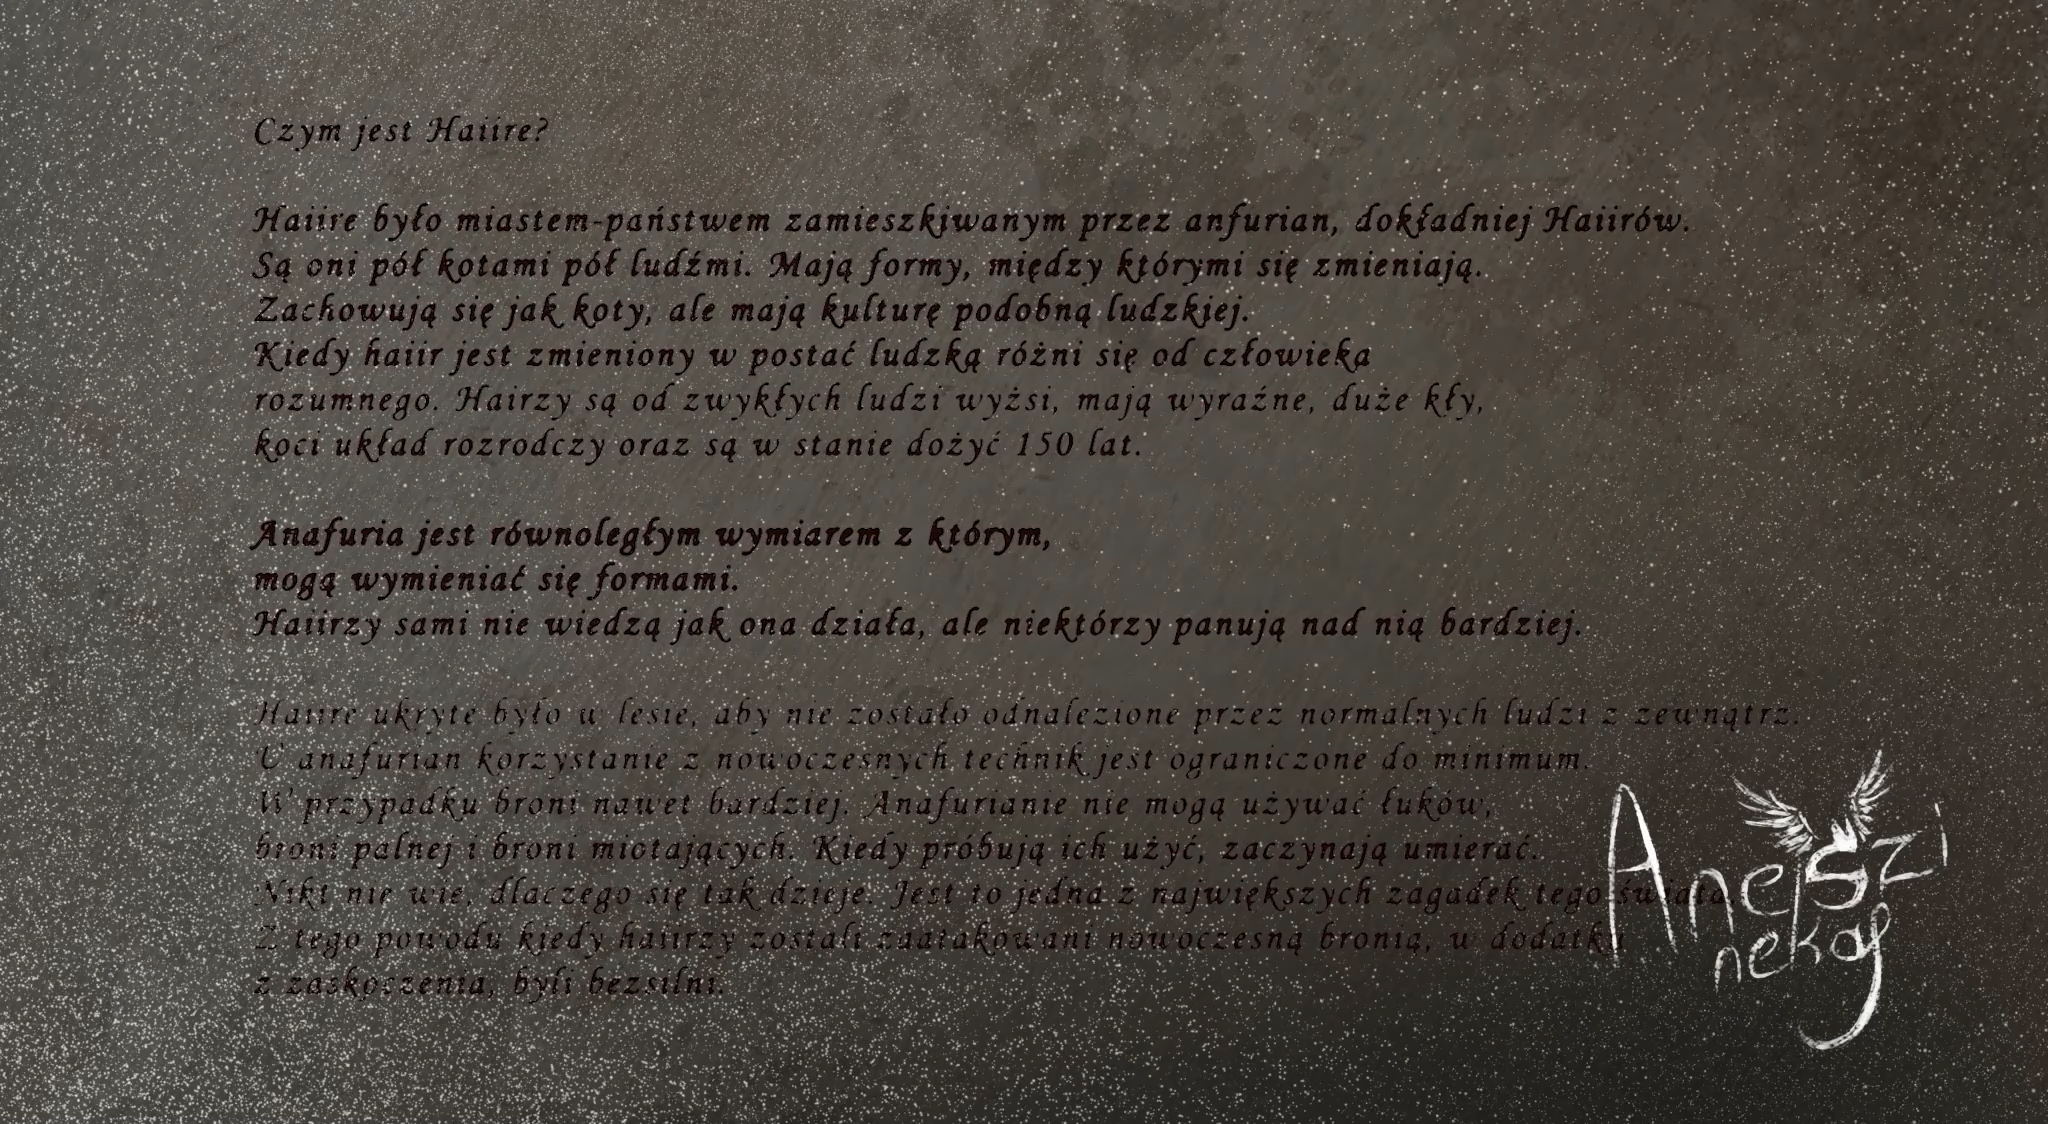 Czym jest Haiire?
Haiire było miastem-państwem zamieszkiwanym przez anfurian, dokładniej Haiirów.
Są oni pół kotami pół ludźmi. Mają formy, między którymi się zmieniają.
Zachowują się jak koty, ale mają kulturę podobną ludzkiej.
Kiedy haiir jest zmieniony w postać ludzką różni się od człowieka
rozumnego. Hairzy są od zwykłych ludzi wyżsi, mają wyraźne, duże kły,
koci układ rozrodczy oraz są w stanie dożyć 150 lat.
Anafuria jest równoległym wymiarem z którym,
mogą wymieniać się formami.
Haiirzy sami nie wiedzą jak ona działa, ale niektórzy panują nad nią bardziej.
Haiire ukryte było w lesie, aby nie zostało odnalezione przez normalnych ludzi z zewnątrz.
U anafurian korzystanie z nowoczesnych technik jest ograniczone do minimum.
W przypadku broni nawet bardziej. Anafurianie nie mogą używać łuków,
broni palnej i broni miotających. Kiedy próbują ich użyć, zaczynają umierać.
Nikt nie wie, dlaczego się tak dzieje. Jest to jedna z największych zagadek tego świata.
Z tego powodu kiedy haiirzy zostali zaatakowani nowoczesną bronią, w dodatku
z zaskoczenia, byli bezsilni.